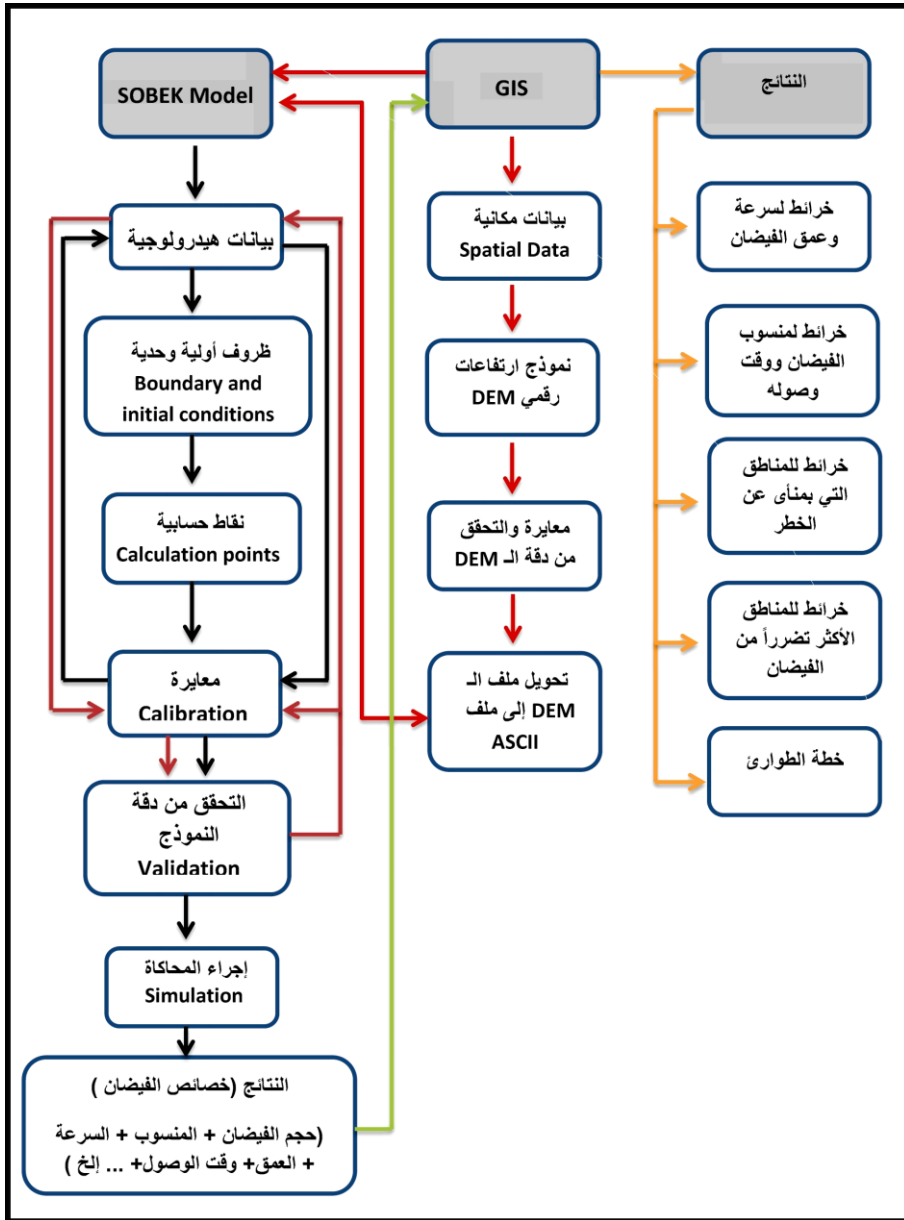 SOBEK Model
بيانات هيدرولوجية
ظروف أولية وحدية
Boundary and
initial conditions
نقاط حسابية
Calculation points
معايرة
Calibration
التحقق من دقة
النموذج
Validation
إجراء المحاكاة
Simulation
النتائج (خصائص الفيضان )
(حجم الفيضان + المنسوب + السرعة
+ العمق+ وقت الوصول+ ... إلخ )
GIS
بيانات مكانية
Spatial Data
نموذج ارتفاعات
رقمي DEM
معايرة والتحقق
من دقة الـ DEM
تحويل ملف الـ
DEM إلى ملف
ASCII
النتائج
خرائط لسرعة
وعمق الفيضان
خرائط لمنسوب
الفيضان ووقت
وصوله
خرائط للمناطق
التي بمنأى عن
الخطر
خرائط للمناطق
الأكثر تضرراً من
الفيضان
خطة الطوارئ